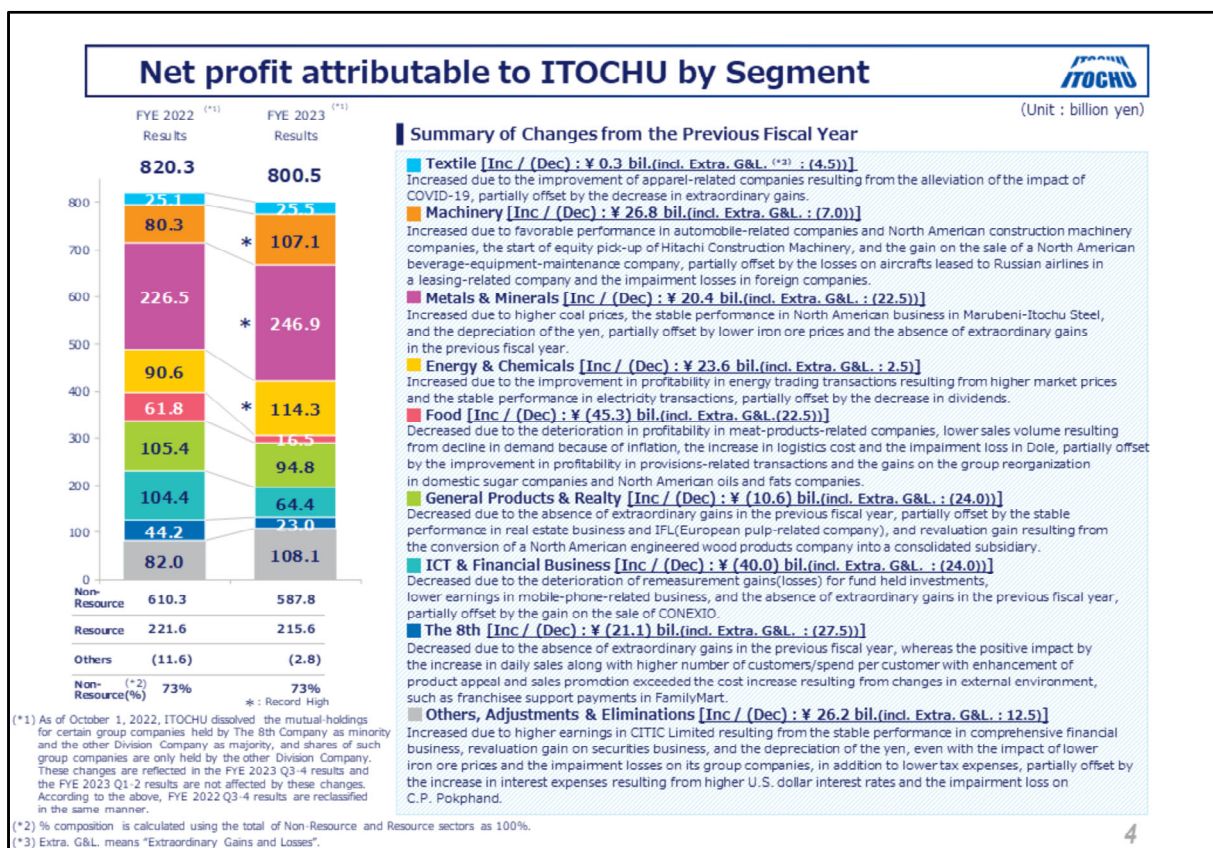 Net profit attributable to ITOCHU by Segment
ITOCHU
(Unit : billion yen)
FYE 2022 (*1)
Results
FYE 2023 (*1)
Results
820.3
800.5
Summary of Changes from the Previous Fiscal Year
800
700
600
500
400
300
200
100
0
25.1
80.3
226.5
90.6
61.8
105.4
104.4
44.2
82.0
25.5
* 107.1
* 246.9
* 114.3
16.5
94.8
64.4
23.0
108.1
Non-
Resource 610.3 587.8
Resource 221.6 215.6
Others (11.6) (2.8)
Non- (*2)
Resource(%) 73% 73%
* : Record High
Textile [Inc / (Dec) : ¥ 0.3 bil.(incl. Extra. G&L. (*3) : (4.5))]
Increased due to the improvement of apparel-related companies resulting from the alleviation of the impact of
COVID-19, partially offset by the decrease in extraordinary gains.
Machinery [Inc / (Dec) : ¥ 26.8 bil.(incl. Extra. G&L. : (7.0))]
Increased due to favorable performance in automobile-related companies and North American construction machinery
companies, the start of equity pick-up of Hitachi Construction Machinery, and the gain on the sale of a North American
beverage-equipment-maintenance company, partially offset by the losses on aircrafts leased to Russian airlines in
a leasing-related company and the impairment losses in foreign companies.
Metals & Minerals [Inc / (Dec) : ¥ 20.4 bil.(incl. Extra. G&L. : (22.5))]
Increased due to higher coal prices, the stable performance in North American business in Marubeni-Itochu Steel,
and the depreciation of the yen, partially offset by lower iron ore prices and the absence of extraordinary gains
in the previous fiscal year.
Energy & Chemicals [Inc / (Dec) : ¥ 23.6 bil.(incl. Extra. G&L. : 2.5)]
Increased due to the improvement in profitability in energy trading transactions resulting from higher market prices
and the stable performance in electricity transactions, partially offset by the decrease in dividends.
Food [Inc / (Dec) : ¥ (45.3) bil.(incl. Extra. G&L.(22.5))]
Decreased due to the deterioration in profitability in meat-products-related companies, lower sales volume resulting
from decline in demand because of inflation, the increase in logistics cost and the impairment loss in Dole, partially offset
by the improvement in profitability in provisions-related transactions and the gains on the group reorganization
in domestic sugar companies and North American oils and fats companies.
General Products & Realty [Inc / (Dec) : ¥ (10.6) bil.(incl. Extra. G&L. : (24.0))]
Decreased due to the absence of extraordinary gains in the previous fiscal year, partially offset by the stable
performance in real estate business and IFL(European pulp-related company), and revaluation gain resulting from
the conversion of a North American engineered wood products company into a consolidated subsidiary.
ICT & Financial Business [Inc / (Dec) : ¥ (40.0) bil.(incl. Extra. G&L. : (24.0))]
Decreased due to the deterioration of remeasurement gains(losses) for fund held investments,
lower earnings in mobile-phone-related business, and the absence of extraordinary gains in the previous fiscal year,
partially offset by the gain on the sale of CONEXIO.
The 8th [Inc / (Dec) : ¥ (21.1) bil.(incl. Extra. G&L. : (27.5))]
Decreased due to the absence of extraordinary gains in the previous fiscal year, whereas the positive impact by
the increase in daily sales along with higher number of customers/spend per customer with enhancement of
product appeal and sales promotion exceeded the cost increase resulting from changes in external environment,
such as franchisee support payments in FamilyMart.
Others, Adjustments & Eliminations [Inc / (Dec) : ¥ 26.2 bil.(incl. Extra. G&L. : 12.5)]
Increased due to higher earnings in CITIC Limited resulting from the stable performance in comprehensive financial
business, revaluation gain on securities business, and the depreciation of the yen, even with the impact of lower
iron ore prices and the impairment losses on its group companies, in addition to lower tax expenses, partially offset by
the increase in interest expenses resulting from higher U.S. dollar interest rates and the impairment loss on
C.P. Pokphand.
(*1) As of October 1, 2022, ITOCHU dissolved the mutual-holdings
for certain group companies held by The 8th Company as minority
and the other Division Company as majority, and shares of such
group companies are only held by the other Division Company.
These changes are reflected in the FYE 2023 Q3-4 results and
the FYE 2023 Q1-2 results are not affected by these changes.
According to the above, FYE 2022 Q3-4 results are reclassified
in the same manner.
(*2) % composition is calculated using the total of Non-Resource and Resource sectors as 100%.
(*3) Extra. G&L. means "Extraordinary Gains and Losses".
4